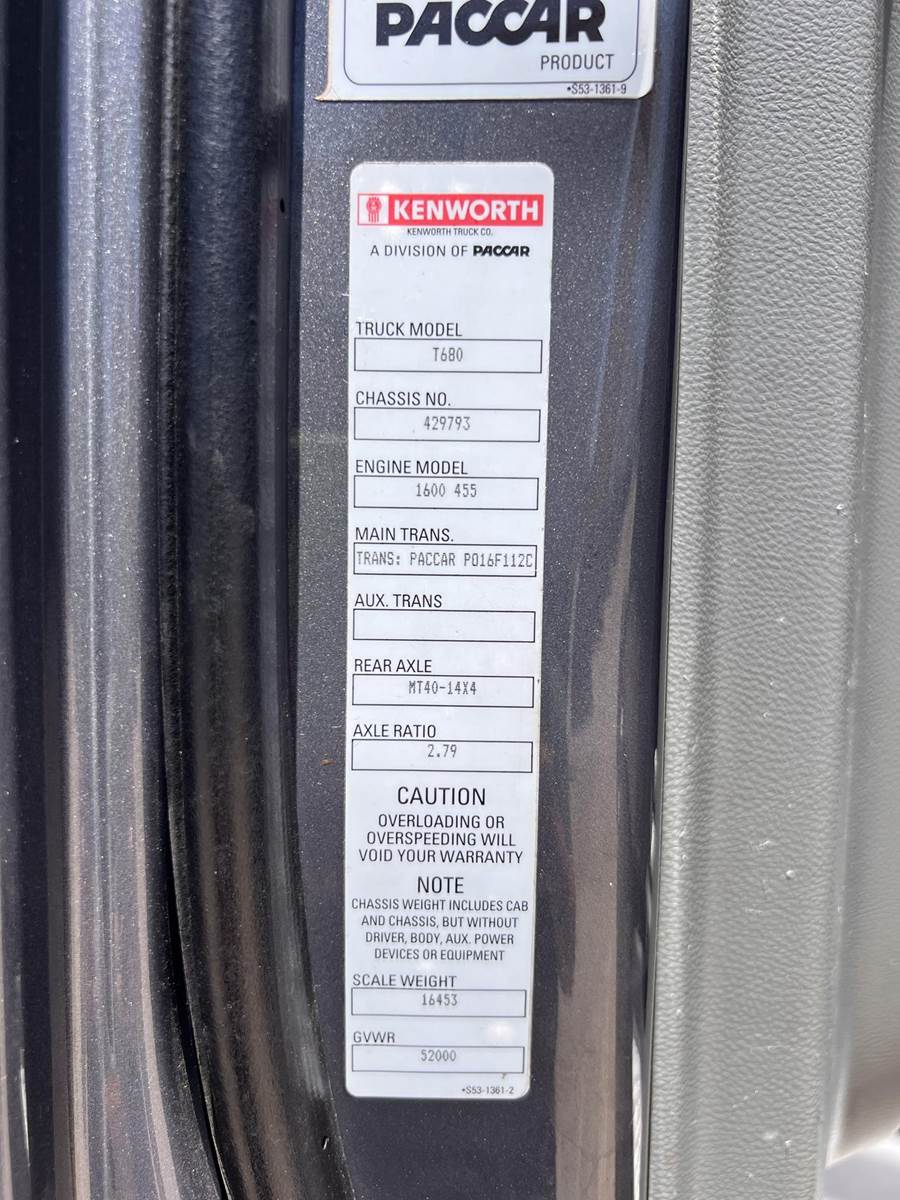 PACCAR
PRODUCT
•S53-1361-9
KENWORTH
KENWORTH TRUCK CO.
A DIVISION OF PACCAR
TRUCK MODEL
T680
CHASSIS NO.
429793
ENGINE MODEL
1600 455
MAIN TRANS.
TRANS: PACCAR PO16F112C
AUX. TRANS
REAR AXLE
MT40-14X4
AXLE RATIO
2.79
CAUTION
OVERLOADING OR
OVERSPEEDING WILL
VOID YOUR WARRANTY
NOTE
CHASSIS WEIGHT INCLUDES CAB
AND CHASSIS, BUT WITHOUT
DRIVER, BODY, AUX. POWER
DEVICES OR EQUIPMENT
SCALE WEIGHT
16453
GVWR
52000
•S53-1361-2